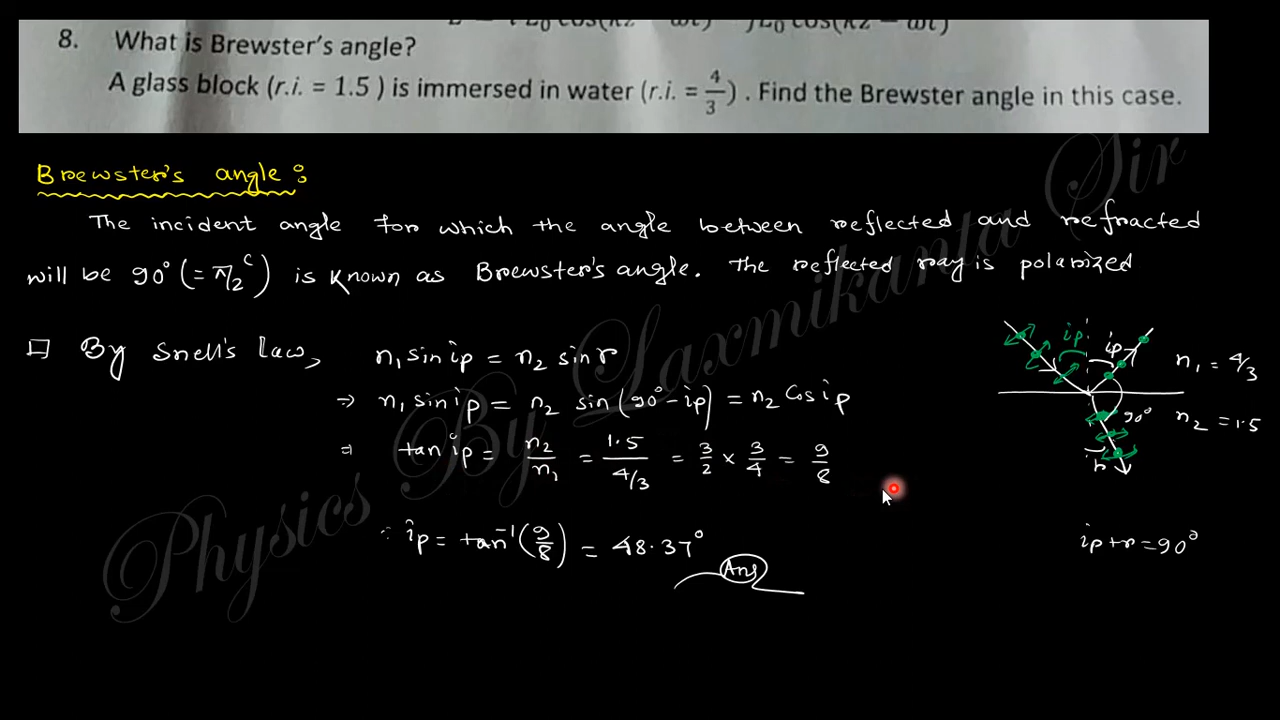 8. What is Brewster's angle?
A glass block (r.i. = 1.5 ) is immersed in water (r.i. = 4/3) . Find the Brewster angle in this case.
Brewster's angle:
The incident angle for which the angle between reflected and refracted
will be 90° (= π/2 ᶜ) is known as Brewster's angle. The reflected ray is polarized
□ By Snell's law, n₁ sin ip = n₂ sin r
⇒ n₁ sin ip = n₂ sin (90° - ip) = n₂ cos ip
⇒ tan ip = n₂/n₁ = 1.5/4/3 = 3/2 × 3/4 = 9/8
∴ ip = tan⁻¹ (9/8) = 48.37°
Ans
ip ip
n₁ = 4/3
90° n₂ = 1.5
r
ip + r = 90°
Physics By Laxmikanta Sir